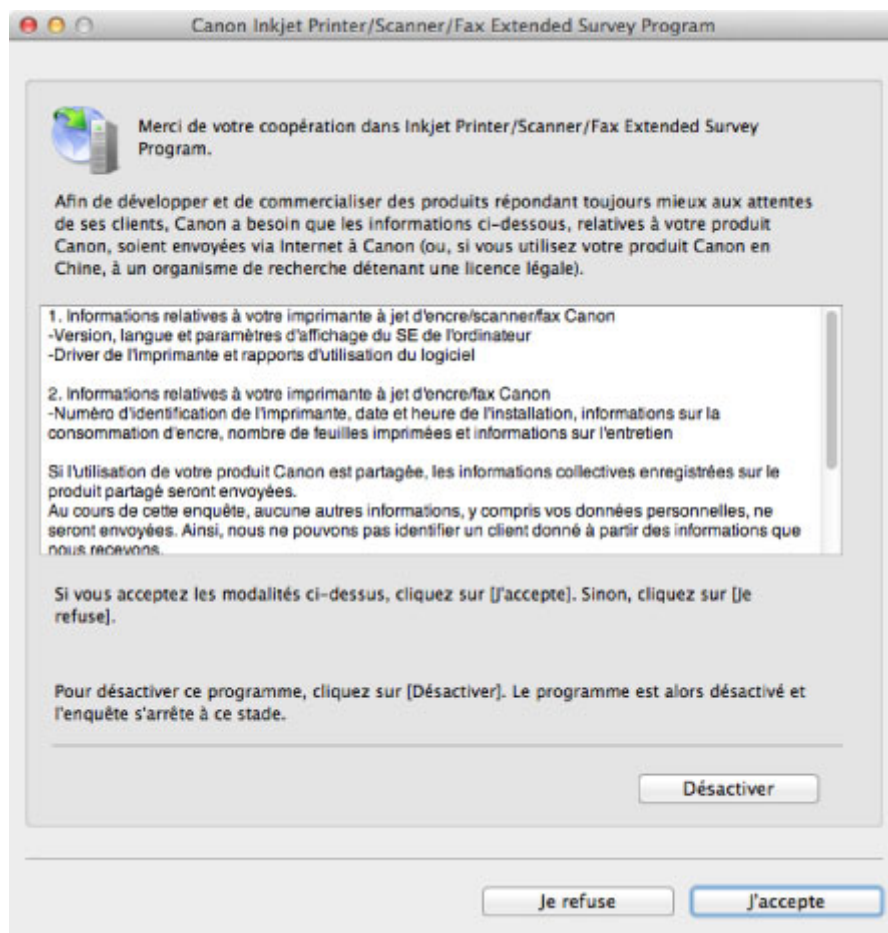 Canon Inkjet Printer/Scanner/Fax Extended Survey Program
Merci de votre coopération dans Inkjet Printer/Scanner/Fax Extended Survey
Program.
Afin de développer et de commercialiser des produits répondant toujours mieux aux attentes
de ses clients, Canon a besoin que les informations ci-dessous, relatives à votre produit
Canon, soient envoyées via Internet à Canon (ou, si vous utilisez votre produit Canon en
Chine, à un organisme de recherche détenant une licence légale).
1. Informations relatives à votre imprimante à jet d'encre/scanner/fax Canon
-Version, langue et paramètres d'affichage du SE de l'ordinateur
-Driver de l'imprimante et rapports d'utilisation du logiciel
2. Informations relatives à votre imprimante à jet d'encre/fax Canon
-Numéro d'identification de l'imprimante, date et heure de l'installation, informations sur la
consommation d'encre, nombre de feuilles imprimées et informations sur l'entretien
Si l'utilisation de votre produit Canon est partagée, les informations collectives enregistrées sur le
produit partagé seront envoyées.
Au cours de cette enquête, aucune autres informations, y compris vos données personnelles, ne
seront envoyées. Ainsi, nous ne pouvons pas identifier un client donné à partir des informations que
nous recevons.
Si vous acceptez les modalités ci-dessus, cliquez sur [J'accepte]. Sinon, cliquez sur [Je
refuse].
Pour désactiver ce programme, cliquez sur [Désactiver]. Le programme est alors désactivé et
l'enquête s'arrête à ce stade.
Désactiver
Je refuse
J'accepte